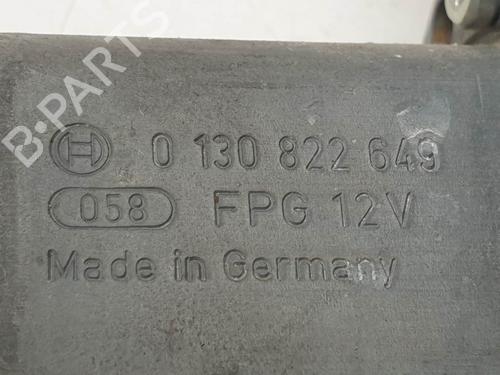 B-PARTS
0 130 822 649
058 FPG 12V
Made in Germany